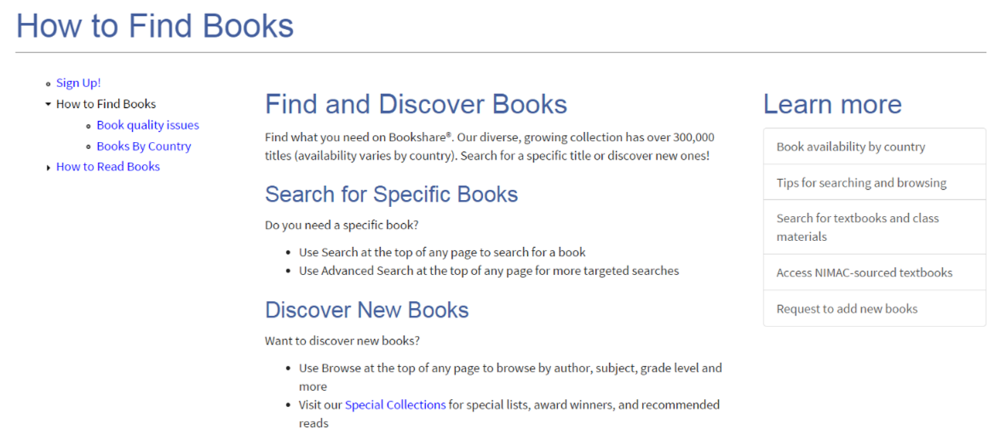 How to Find Books
Sign Up!
How to Find Books
Book quality issues
Books By Country
How to Read Books
Find and Discover Books
Find what you need on Bookshare®. Our diverse, growing collection has over 300,000
titles (availability varies by country). Search for a specific title or discover new ones!
Search for Specific Books
Do you need a specific book?
Use Search at the top of any page to search for a book
Use Advanced Search at the top of any page for more targeted searches
Discover New Books
Want to discover new books?
Use Browse at the top of any page to browse by author, subject, grade level and
more
Visit our Special Collections for special lists, award winners, and recommended
reads
Learn more
Book availability by country
Tips for searching and browsing
Search for textbooks and class
materials
Access NIMAC-sourced textbooks
Request to add new books